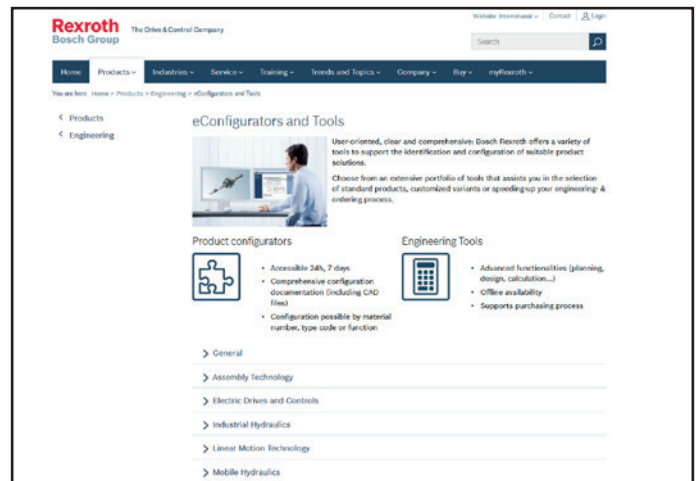 Website: International
Contact
Login
Rexroth
Bosch Group
The Drive & Control Company
Search
Home
Products
Industries
Service
Training
Trends and Topics
Company
Buy
myRexroth
You are here: Home > Products > Engineering > eConfigurators and Tools
< Products
< Engineering
eConfigurators and Tools
User-oriented, clear and comprehensive: Bosch Rexroth offers a variety of
tools to support the identification and configuration of suitable product
solutions.
Choose from an extensive portfolio of tools that assists you in the selection
of standard products, customized variants or speeding-up your engineering- &
ordering process.
Product configurators
• Accessible 24h, 7 days
• Comprehensive configuration
documentation (including CAD
files)
• Configuration possible by material
number, type code or function
Engineering Tools
• Advanced functionalities (planning,
design, calculation...)
• Offline availability
• Supports purchasing process
> General
> Assembly Technology
> Electric Drives and Controls
> Industrial Hydraulics
> Linear Motion Technology
> Mobile Hydraulics